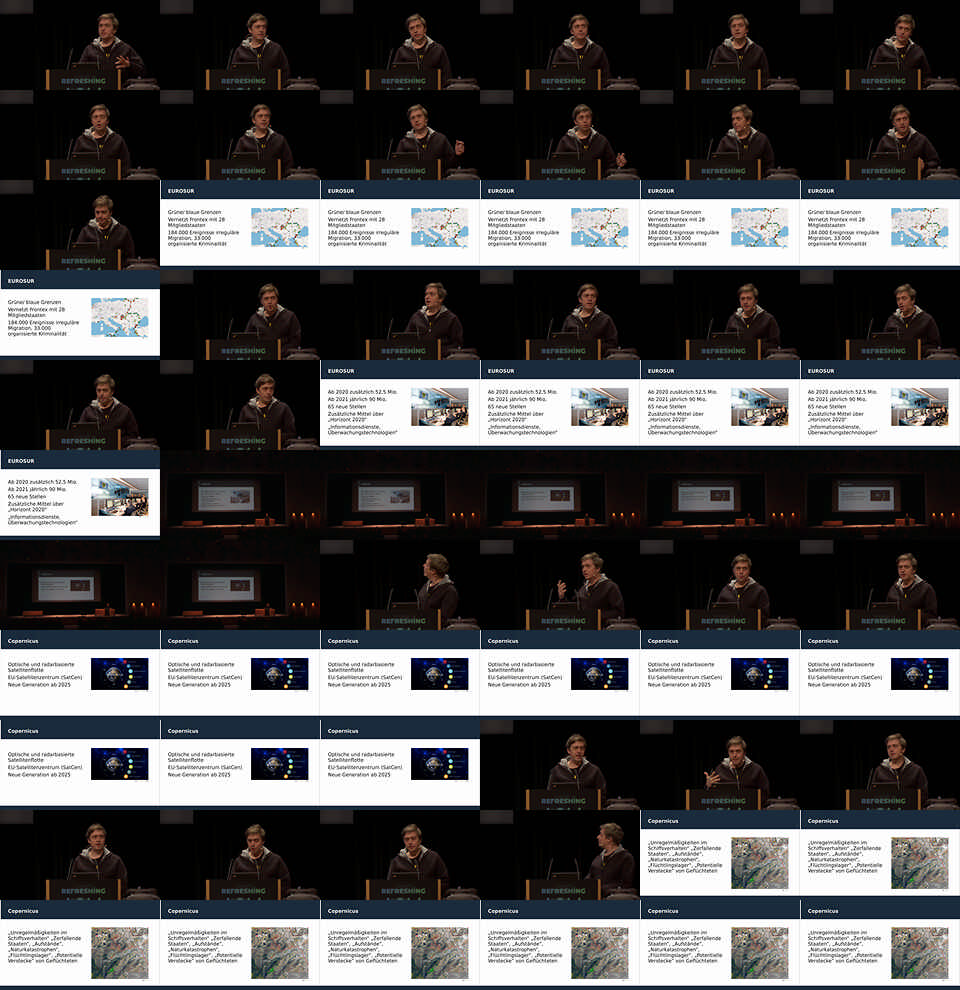 REFRESHING
EUROSUR
Grüne/ blaue Grenzen
Vernetzt Frontex mit 28
Mitgliedstaaten
184.000 Ereignisse irreguläre
Migration, 33.000
organisierte Kriminalität
EUROSUR
Ab 2020 zusätzlich 52,5 Mio.
Ab 2021 jährlich 90 Mio.
65 neue Stellen
Zusätzliche Mittel über
„Horizont 2020"
„Informationsdienste,
Überwachungstechnologien"
Copernicus
Optische und radarbasierte
Satellitenflotte
EU-Satellitenzentrum (SatCen)
Neue Generation ab 2025
Copernicus
„Unregelmäßigkeiten im
Schiffsverhalten" „Zerfallende
Staaten", „Aufstände",
„Naturkatastrophen",
„Flüchtlingslager", „Potentielle
Verstecke" von Geflüchteten